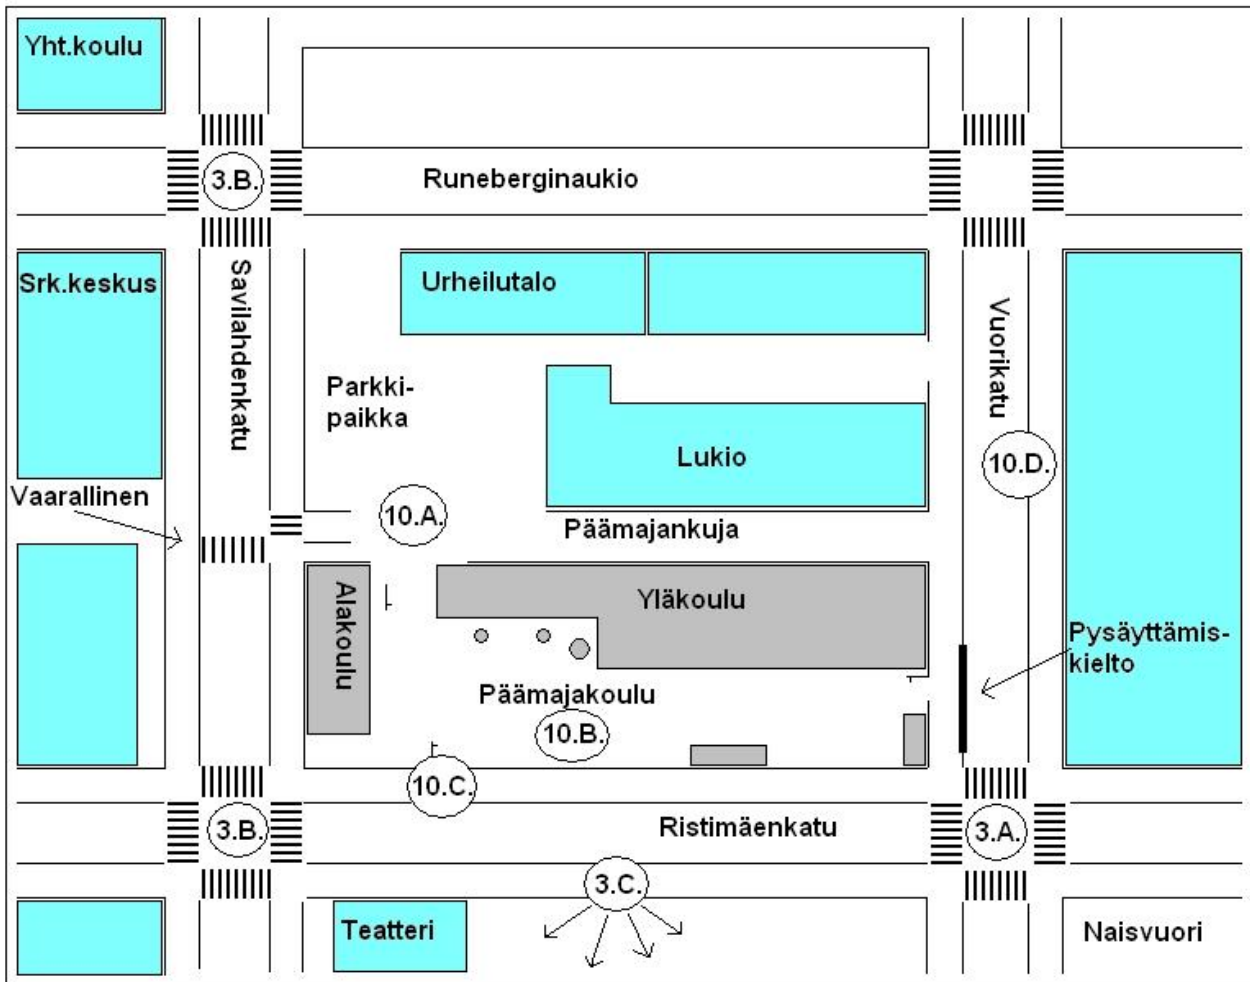 Yht.koulu
3.B.
Runeberginaukio
Srk.keskus
Savilahdenkatu
Urheilutalo
Vuorikatu
Parkki-
paikka
Lukio
10.D.
Vaarallinen
10.A.
Päämajankuja
Alakoulu
Yläkoulu
Pysäyttämis-
kielto
Päämajakoulu
10.B.
10.C.
3.B.
Ristimäenkatu
3.A.
3.C.
Teatteri
Naisvuori